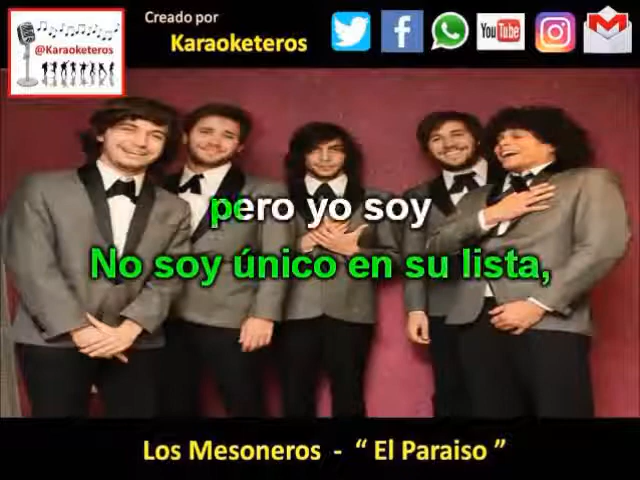 Creado por
Karaoketeros
@Karaoketeros
You Tube
pero yo soy
No soy único en su lista,
Los Mesoneros - “ El Paraiso ”